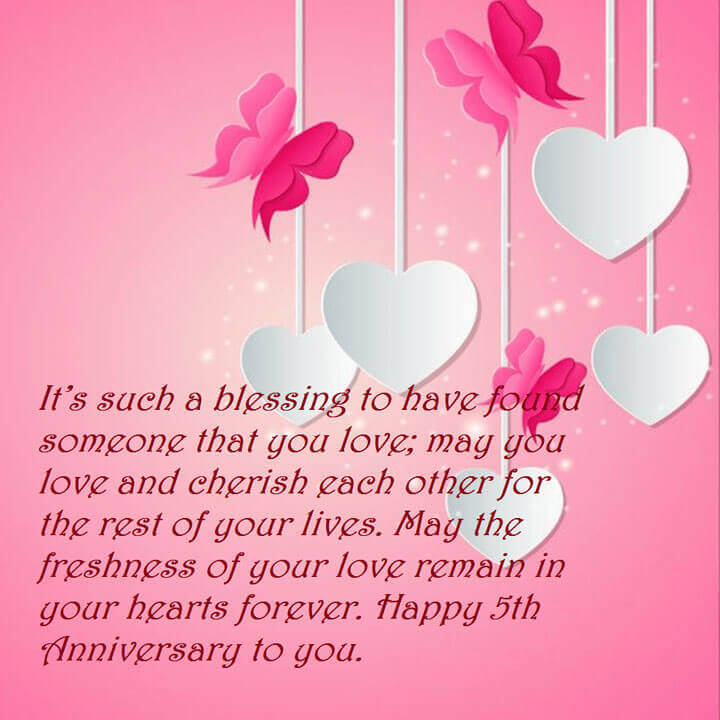 It's such a blessing to have found
someone that you love; may you
love and cherish each other for
the rest of your lives. May the
freshness of your love remain in
your hearts forever. Happy 5th
Anniversary to you.